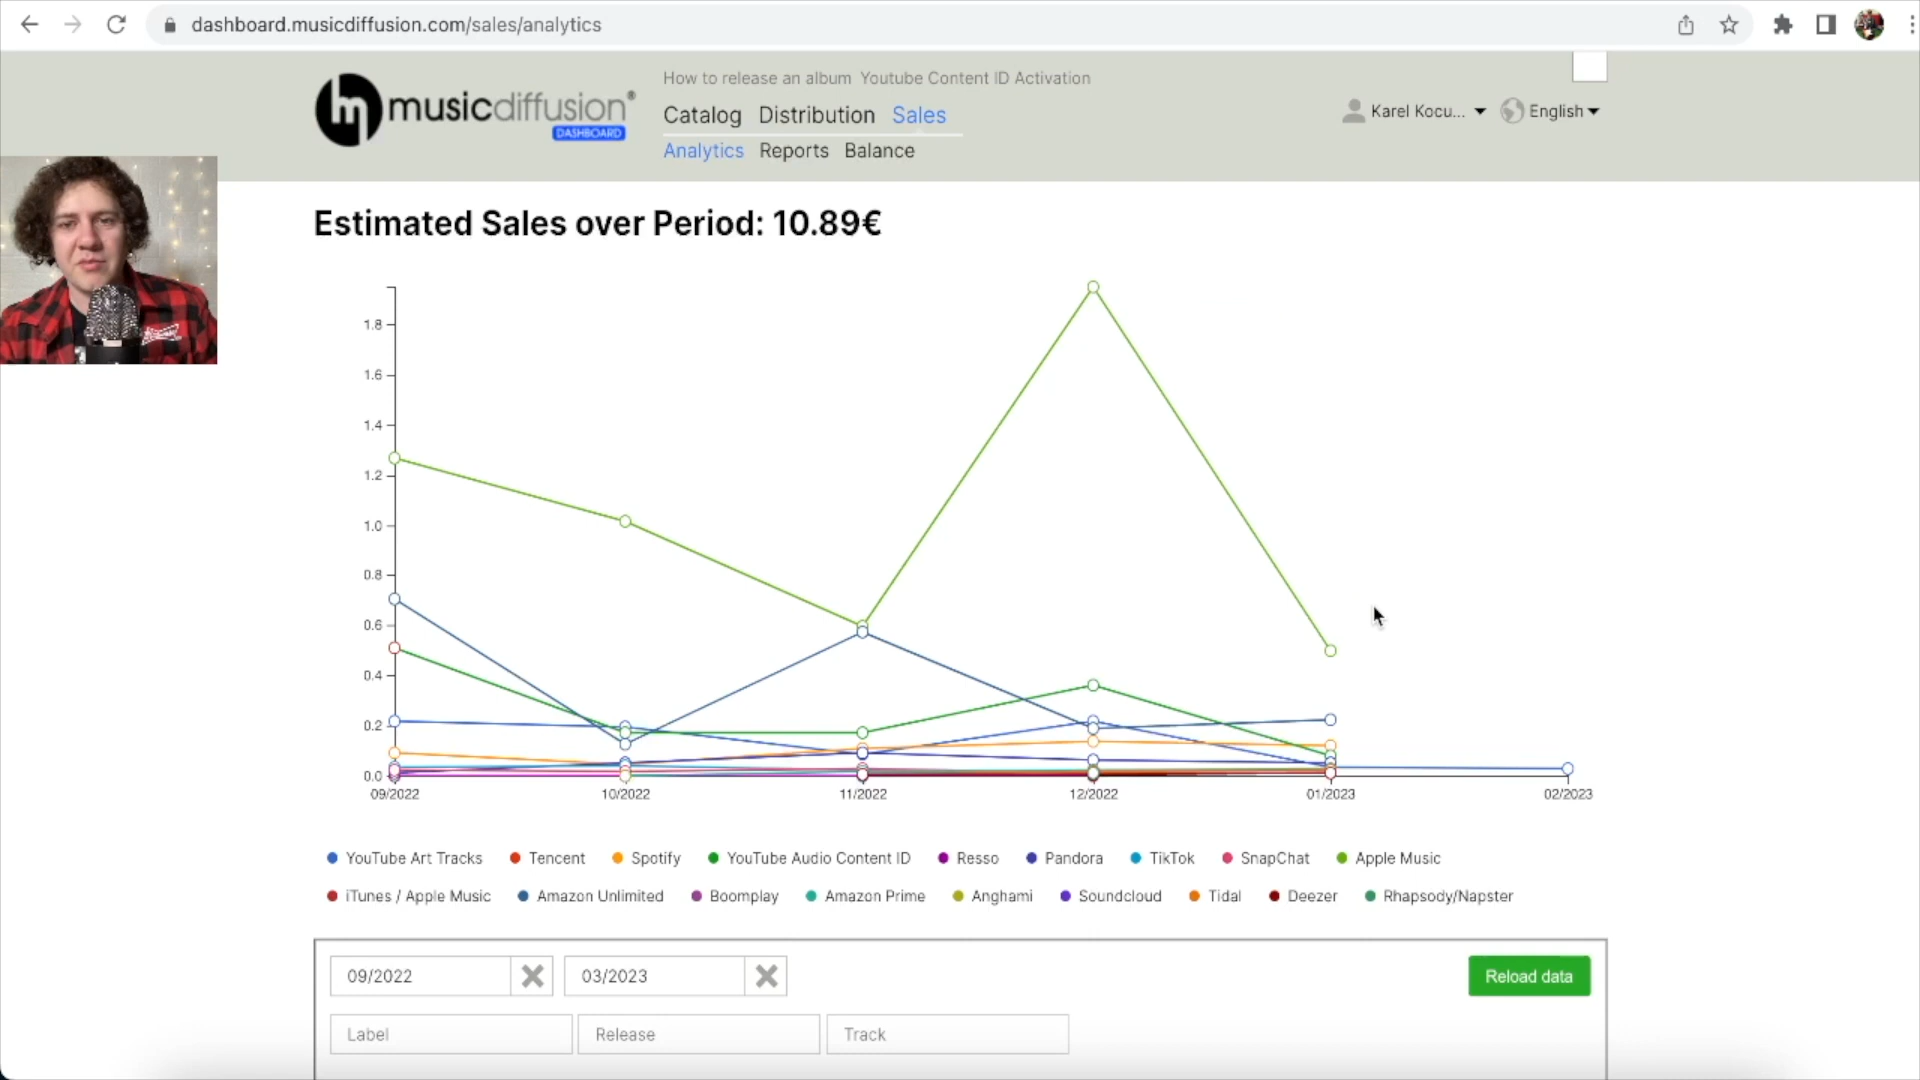 dashboard.musicdiffusion.com/sales/analytics
musicdiffusion®
DASHBOARD
How to release an album Youtube Content ID Activation
Catalog Distribution Sales
Analytics Reports Balance
Karel Kocu... English
Estimated Sales over Period: 10.89€
1.8
1.6
1.4
1.2
1.0
0.8
0.6
0.4
0.2
0.0
09/2022 10/2022 11/2022 12/2022 01/2023 02/2023
YouTube Art Tracks Tencent Spotify YouTube Audio Content ID Resso Pandora TikTok SnapChat Apple Music
iTunes / Apple Music Amazon Unlimited Boomplay Amazon Prime Anghami Soundcloud Tidal Deezer Rhapsody/Napster
09/2022 03/2023 Reload data
Label Release Track